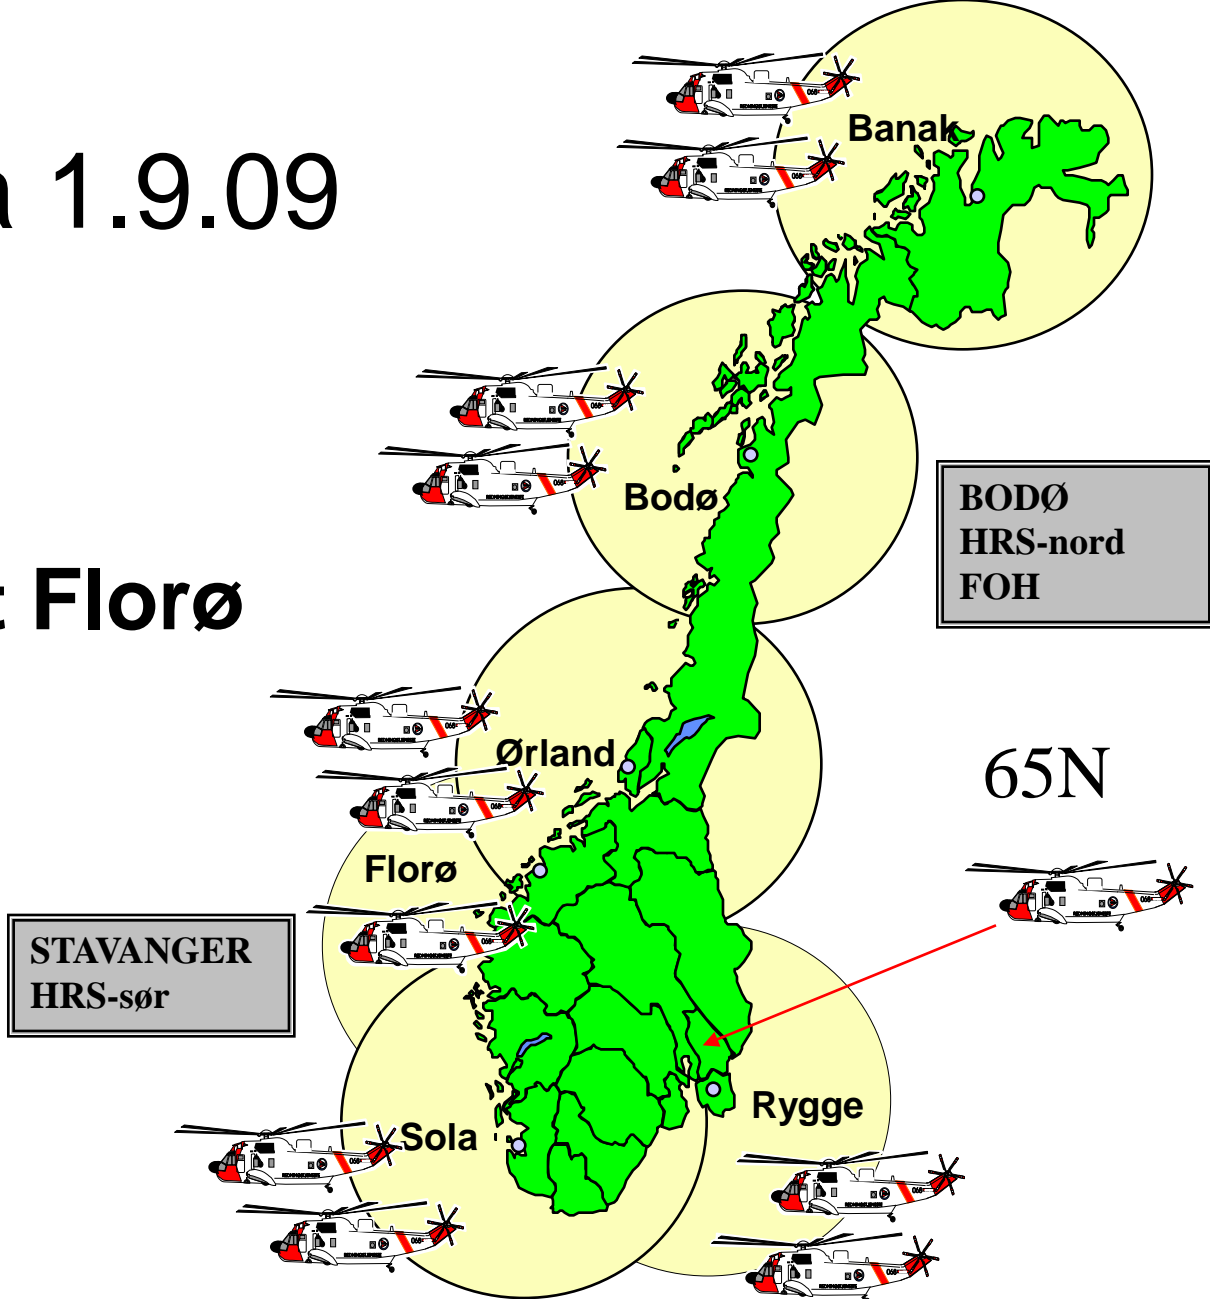 Banak
a 1.9.09
Bodø
BODØ
HRS-nord
FOH
t Florø
Ørland
65N
Florø
STAVANGER
HRS-sør
Rygge
Sola